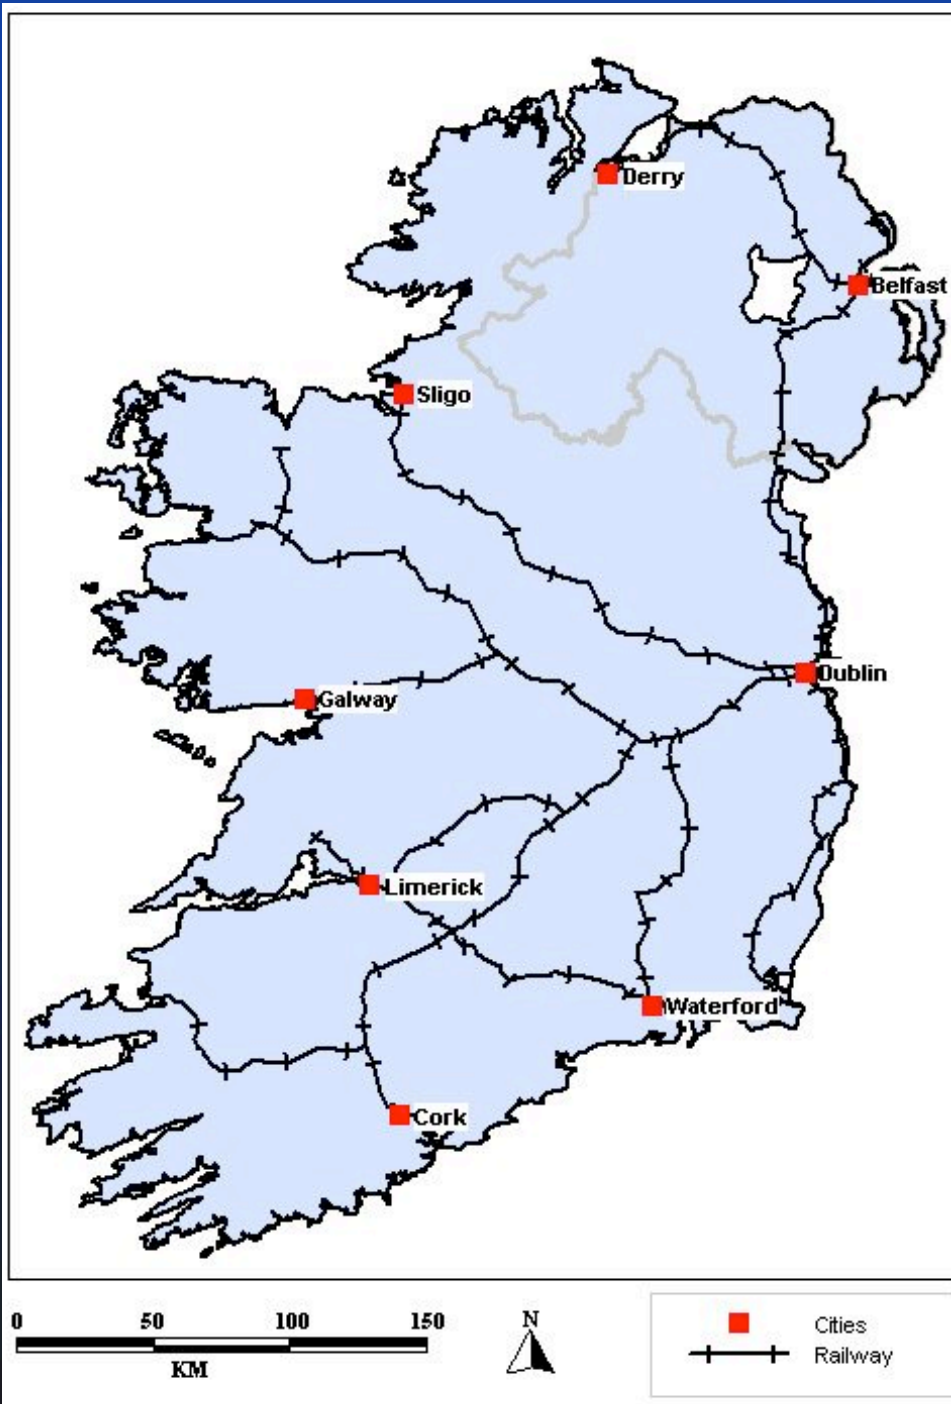 Derry
Belfast
Sligo
Dublin
Galway
Limerick
Waterford
Cork
0 50 100 150
KM
N
Cities
Railway